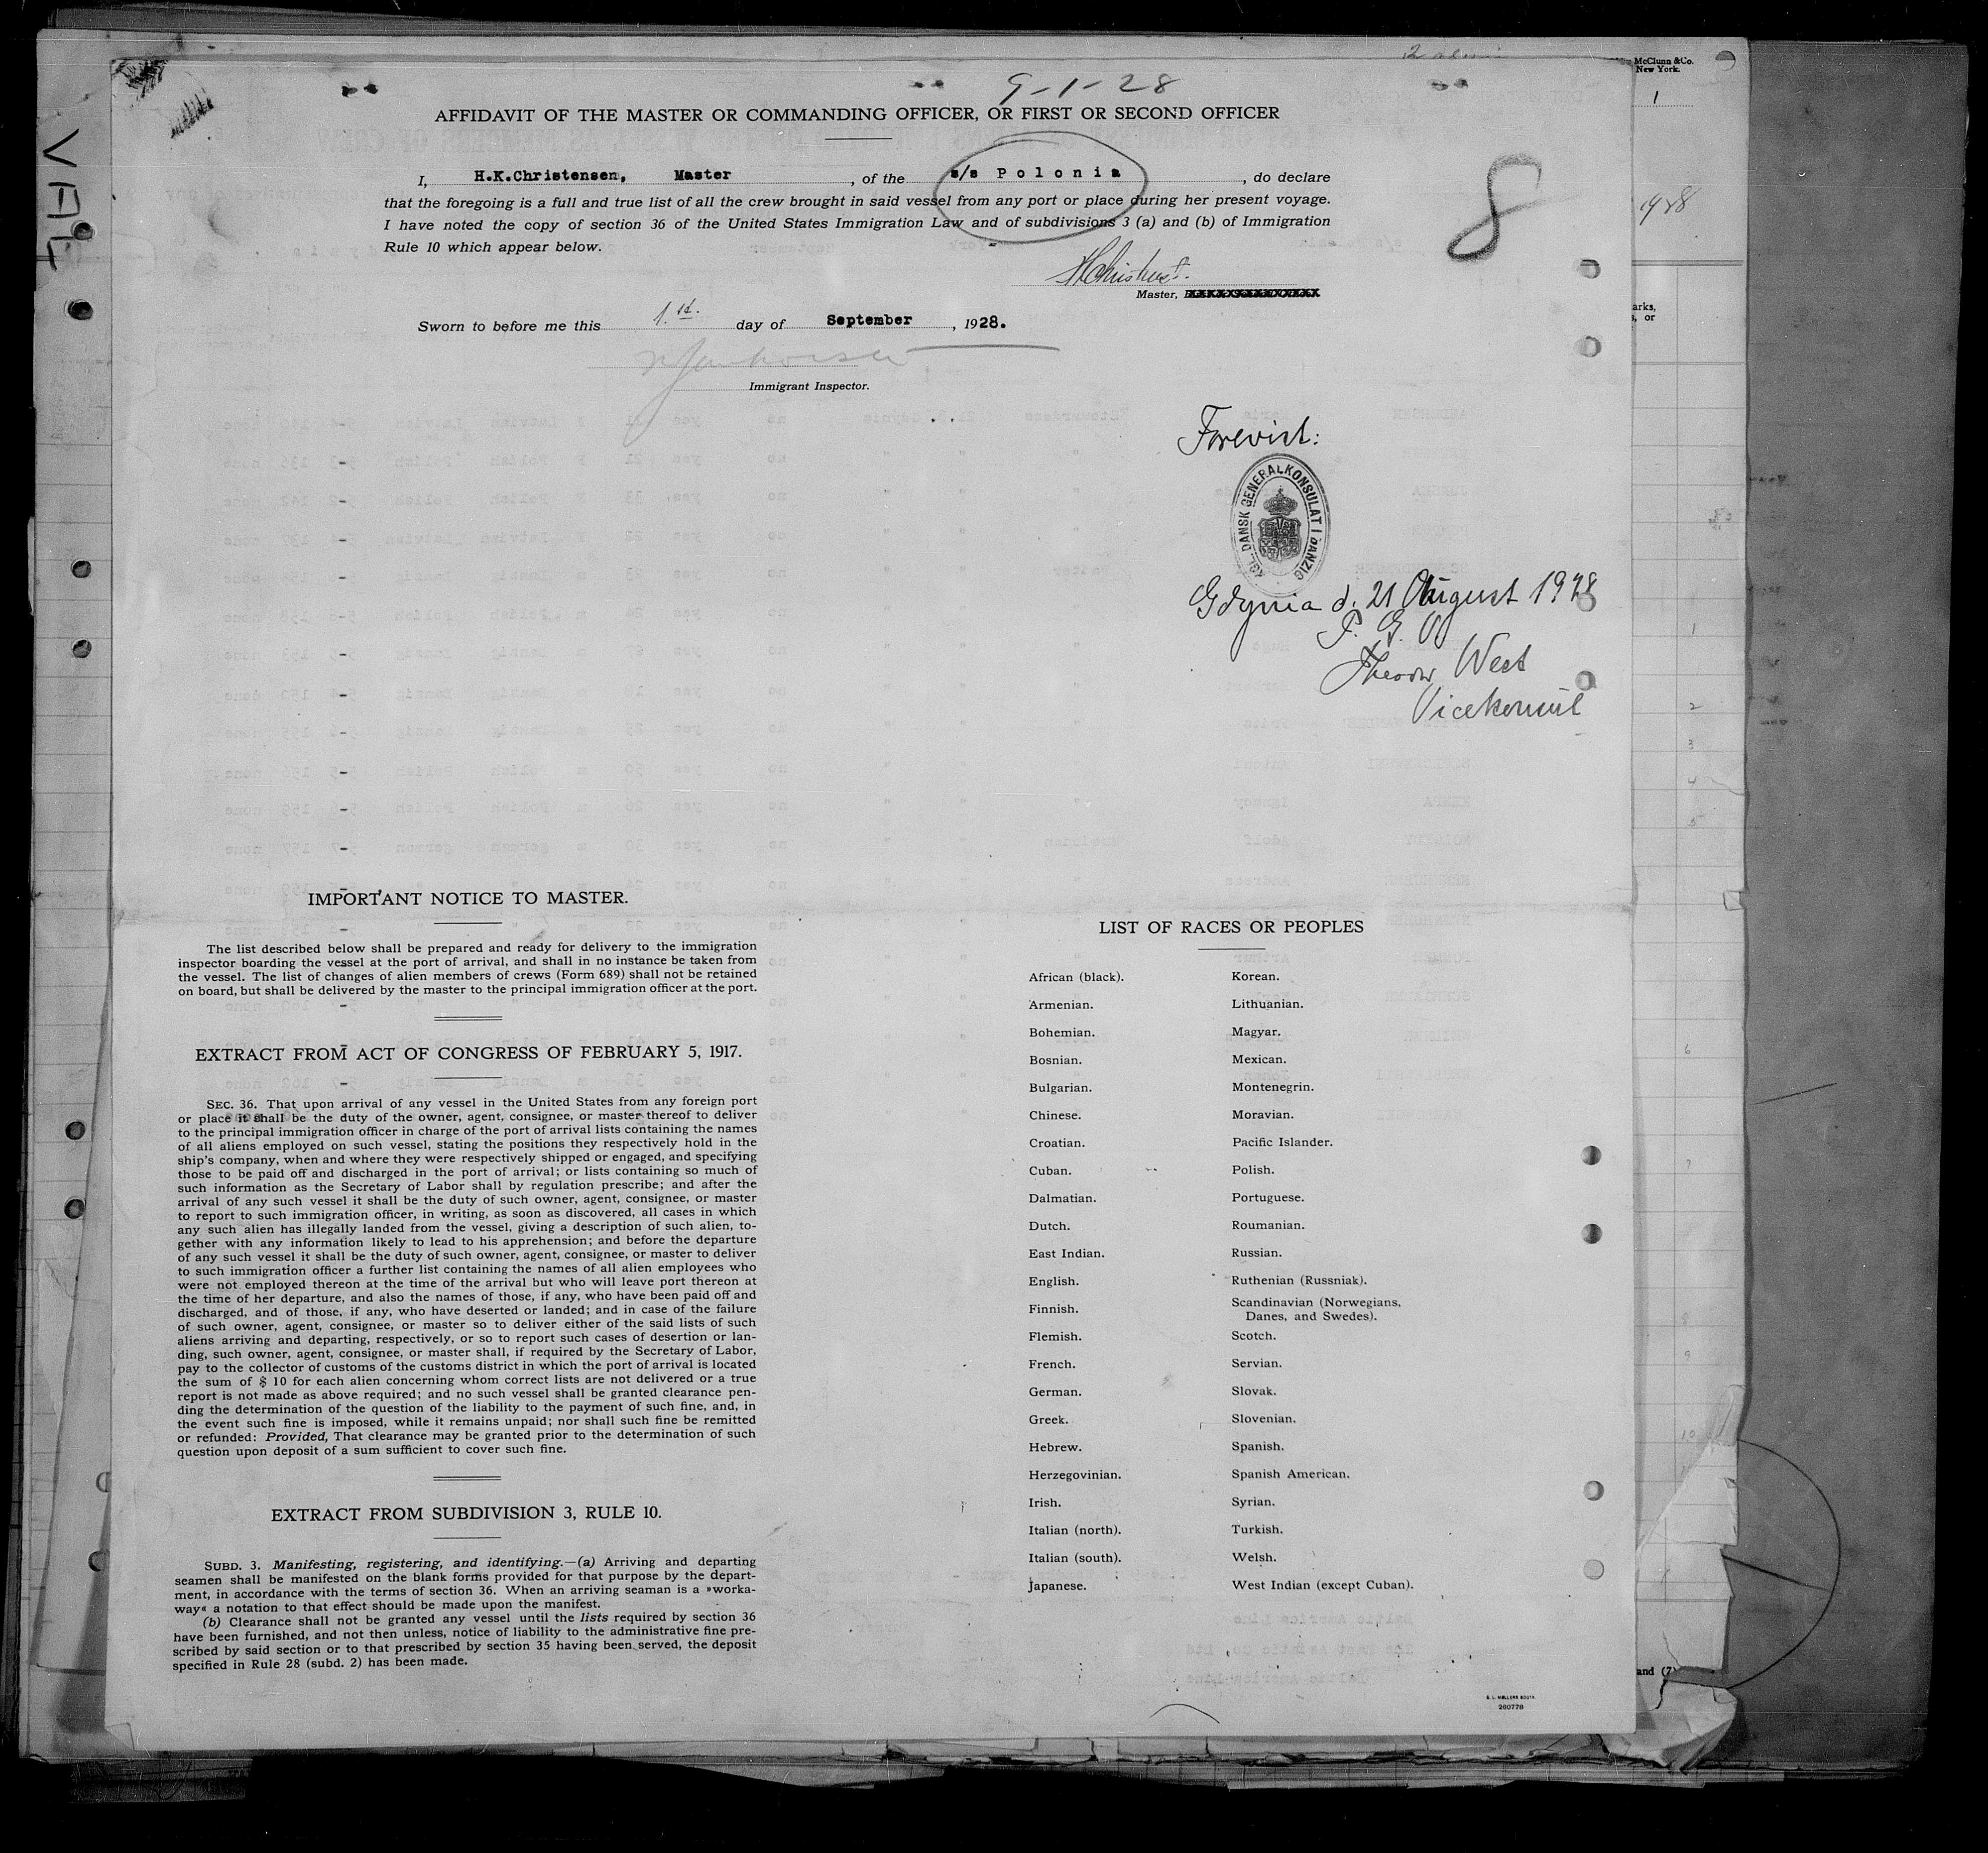 McClunn &Co.
New York.
1
9-1-28
AFFIDAVIT OF THE MASTER OR COMMANDING OFFICER, OR FIRST OR SECOND OFFICER
I, H.K.Christensen, Master , of the s/s Polonia , do declare
that the foregoing is a full and true list of all the crew brought in said vessel from any port or place during her present voyage.
I have noted the copy of section 36 of the United States Immigration Law and of subdivisions 3 (a) and (b) of Immigration
Rule 10 which appear below.
8
1928
Master,
Sworn to before me this 1.st. day of September , 1928.
Immigrant Inspector.
arks,
s, or
Forevist:
KGL. DANSK GENERALKONSULAT I DANZIG
Gdynia d. 21 August 1928
P. G. V.
Theodor West
Vicekonsul
IMPORTANT NOTICE TO MASTER.
The list described below shall be prepared and ready for delivery to the immigration
inspector boarding the vessel at the port of arrival, and shall in no instance be taken from
the vessel. The list of changes of alien members of crews (Form 689) shall not be retained
on board, but shall be delivered by the master to the principal immigration officer at the port.
EXTRACT FROM ACT OF CONGRESS OF FEBRUARY 5, 1917.
SEC. 36. That upon arrival of any vessel in the United States from any foreign port
or place it shall be the duty of the owner, agent, consignee, or master thereof to deliver
to the principal immigration officer in charge of the port of arrival lists containing the names
of all aliens employed on such vessel, stating the positions they respectively hold in the
ship's company, when and where they were respectively shipped or engaged, and specifying
those to be paid off and discharged in the port of arrival; or lists containing so much of
such information as the Secretary of Labor shall by regulation prescribe; and after the
arrival of any such vessel it shall be the duty of such owner, agent, consignee, or master
to report to such immigration officer, in writing, as soon as discovered, all cases in which
any such alien has illegally landed from the vessel, giving a description of such alien, to-
gether with any information likely to lead to his apprehension; and before the departure
of any such vessel it shall be the duty of such owner, agent, consignee, or master to deliver
to such immigration officer a further list containing the names of all alien employees who
were not employed thereon at the time of the arrival but who will leave port thereon at
the time of her departure, and also the names of those, if any, who have been paid off and
discharged, and of those, if any, who have deserted or landed; and in case of the failure
of such owner, agent, consignee, or master so to deliver either of the said lists of such
aliens arriving and departing, respectively, or so to report such cases of desertion or lan-
ding, such owner, agent, consignee, or master shall, if required by the Secretary of Labor,
pay to the collector of customs of the customs district in which the port of arrival is located
the sum of $ 10 for each alien concerning whom correct lists are not delivered or a true
report is not made as above required; and no such vessel shall be granted clearance pen-
ding the determination of the question of the liability to the payment of such fine, and, in
the event such fine is imposed, while it remains unpaid; nor shall such fine be remitted
or refunded: Provided, That clearance may be granted prior to the determination of such
question upon deposit of a sum sufficient to cover such fine.
EXTRACT FROM SUBDIVISION 3, RULE 10.
SUBD. 3. Manifesting, registering, and identifying.—(a) Arriving and departing
seamen shall be manifested on the blank forms provided for that purpose by the depart-
ment, in accordance with the terms of section 36. When an arriving seaman is a »worka-
way« a notation to that effect should be made upon the manifest.
(b) Clearance shall not be granted any vessel until the lists required by section 36
have been furnished, and not then unless, notice of liability to the administrative fine pre-
scribed by said section or to that prescribed by section 35 having been served, the deposit
specified in Rule 28 (subd. 2) has been made.
LIST OF RACES OR PEOPLES
African (black). Korean.
Armenian. Lithuanian.
Bohemian. Magyar.
Bosnian. Mexican.
Bulgarian. Montenegrin.
Chinese. Moravian.
Croatian. Pacific Islander.
Cuban. Polish.
Dalmatian. Portuguese.
Dutch. Roumanian.
East Indian. Russian.
English. Ruthenian (Russniak).
Finnish. Scandinavian (Norwegians,
Danes, and Swedes).
Flemish. Scotch.
French. Servian.
German. Slovak.
Greek. Slovenian.
Hebrew. Spanish.
Herzegovinian. Spanish American.
Irish. Syrian.
Italian (north). Turkish.
Italian (south). Welsh.
Japanese. West Indian (except Cuban).
and (7)
260778